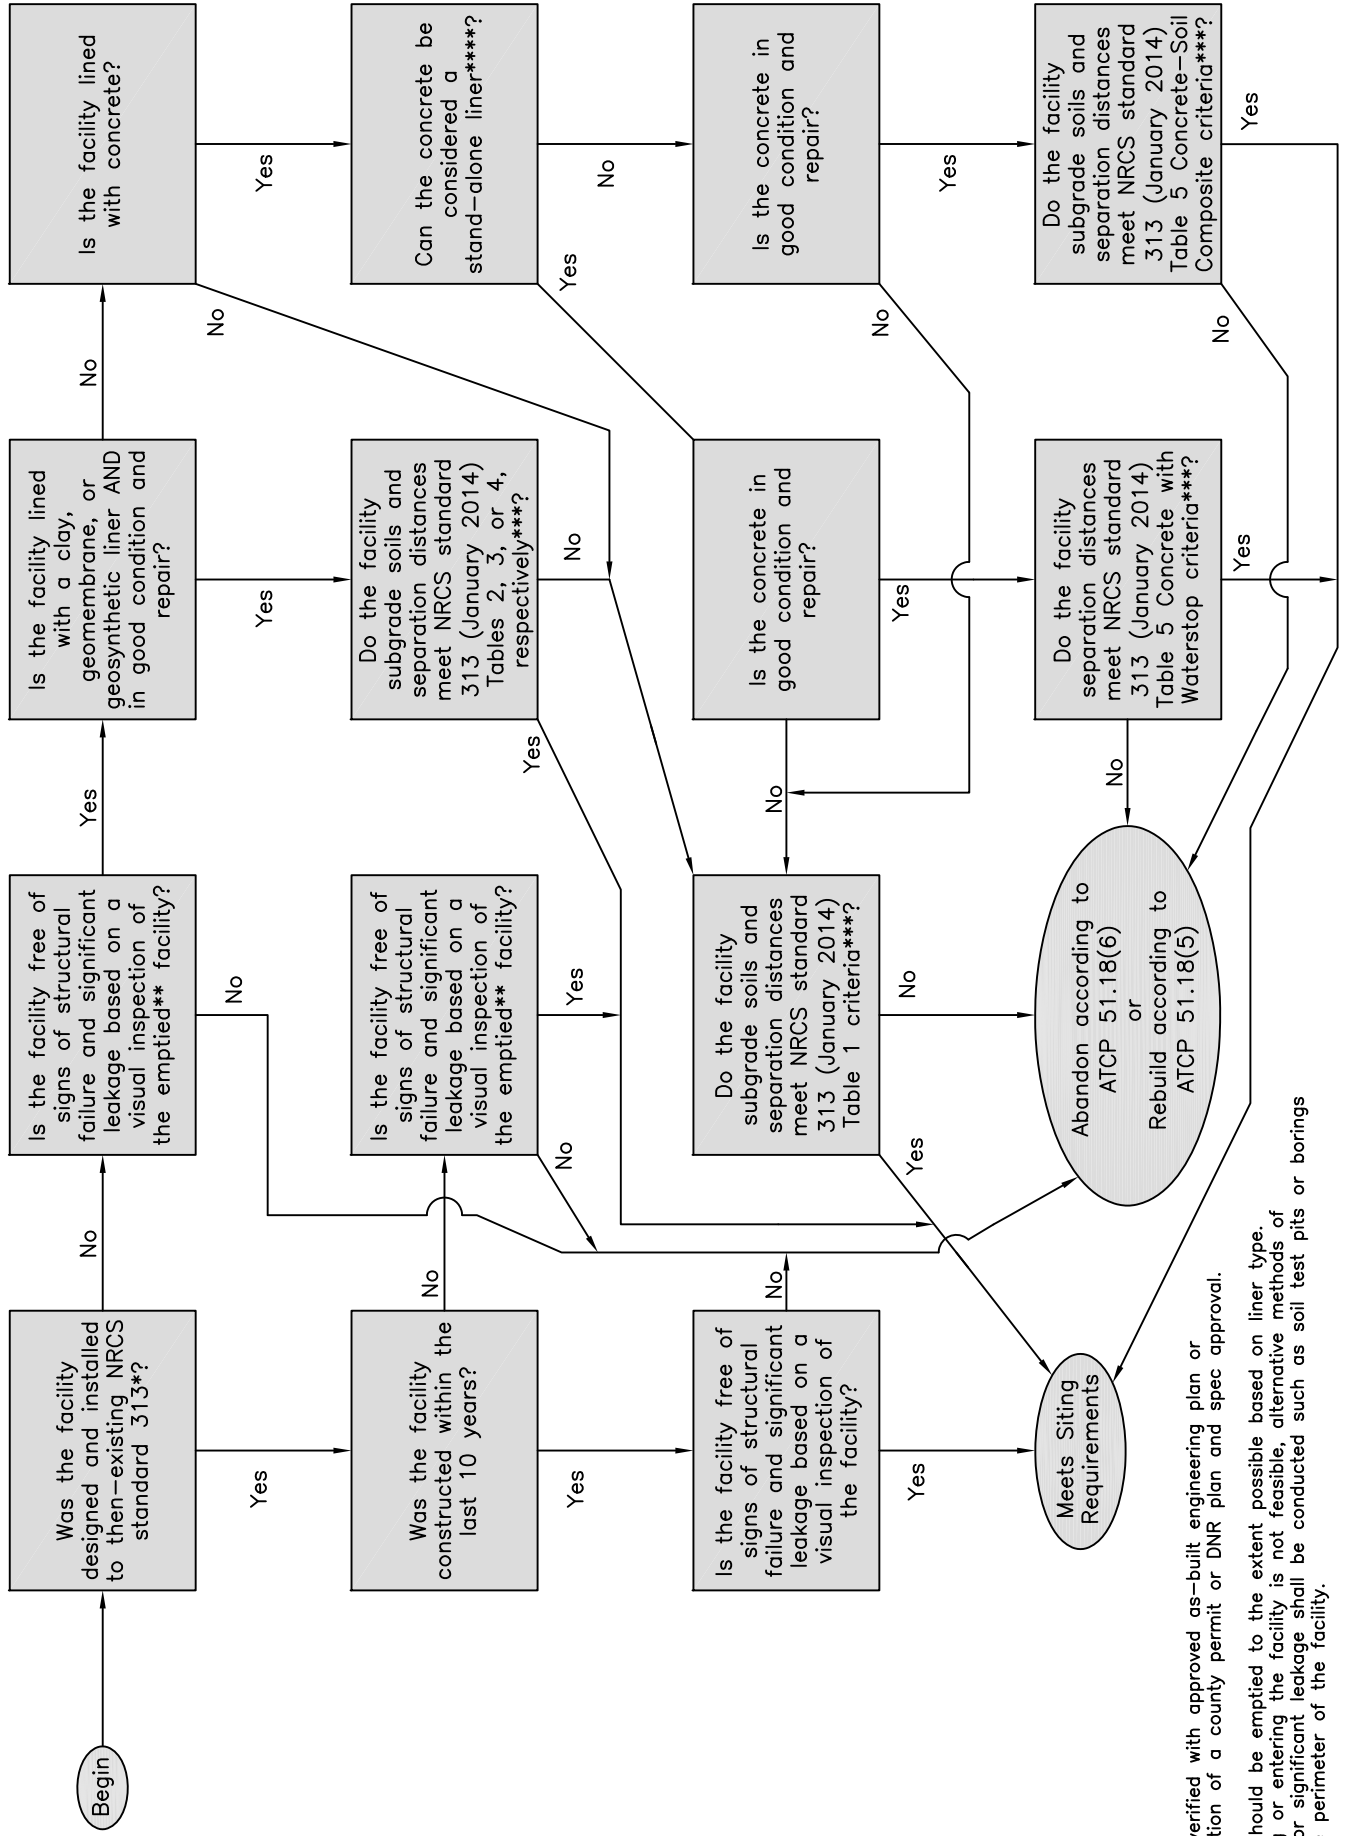 Begin
Was the facility
designed and installed
to then-existing NRCS
standard 313*?
No
Yes
Is the facility free of
signs of structural
failure and significant
leakage based on a
visual inspection of
the emptied** facility?
Yes
No
Is the facility lined
with a clay,
geomembrane, or
geosynthetic liner AND
in good condition and
repair?
No
Yes
Is the facility lined
with concrete?
No
Yes
Was the facility
constructed within the
last 10 years?
No
Yes
Is the facility free of
signs of structural
failure and significant
leakage based on a
visual inspection of
the emptied** facility?
No
Yes
Do the facility
subgrade soils and
separation distances
meet NRCS standard
313 (January 2014)
Tables 2, 3, or 4,
respectively***?
Yes
No
Can the concrete be
considered a
stand-alone liner****?
Yes
No
Is the facility free of
signs of structural
failure and significant
leakage based on a
visual inspection of
the facility?
No
Yes
Do the facility
subgrade soils and
separation distances
meet NRCS standard
313 (January 2014)
Table 1 criteria***?
Yes
No
Is the concrete in
good condition and
repair?
No
Yes
Is the concrete in
good condition and
repair?
No
Yes
Meets Siting
Requirements
Abandon according to
ATCP 51.18(6)
or
Rebuild according to
ATCP 51.18(5)
Do the facility
separation distances
meet NRCS standard
313 (January 2014)
Table 5 Concrete with
Waterstop criteria***?
No
Yes
Do the facility
subgrade soils and
separation distances
meet NRCS standard
313 (January 2014)
Table 5 Concrete-Soil
Composite criteria***?
No
Yes
verified with approved as-built engineering plan or
of a county permit or DNR plan and spec approval.
should be emptied to the extent possible based on liner type.
or entering the facility is not feasible, alternative methods of
or significant leakage shall be conducted such as soil test pits or borings
perimeter of the facility.